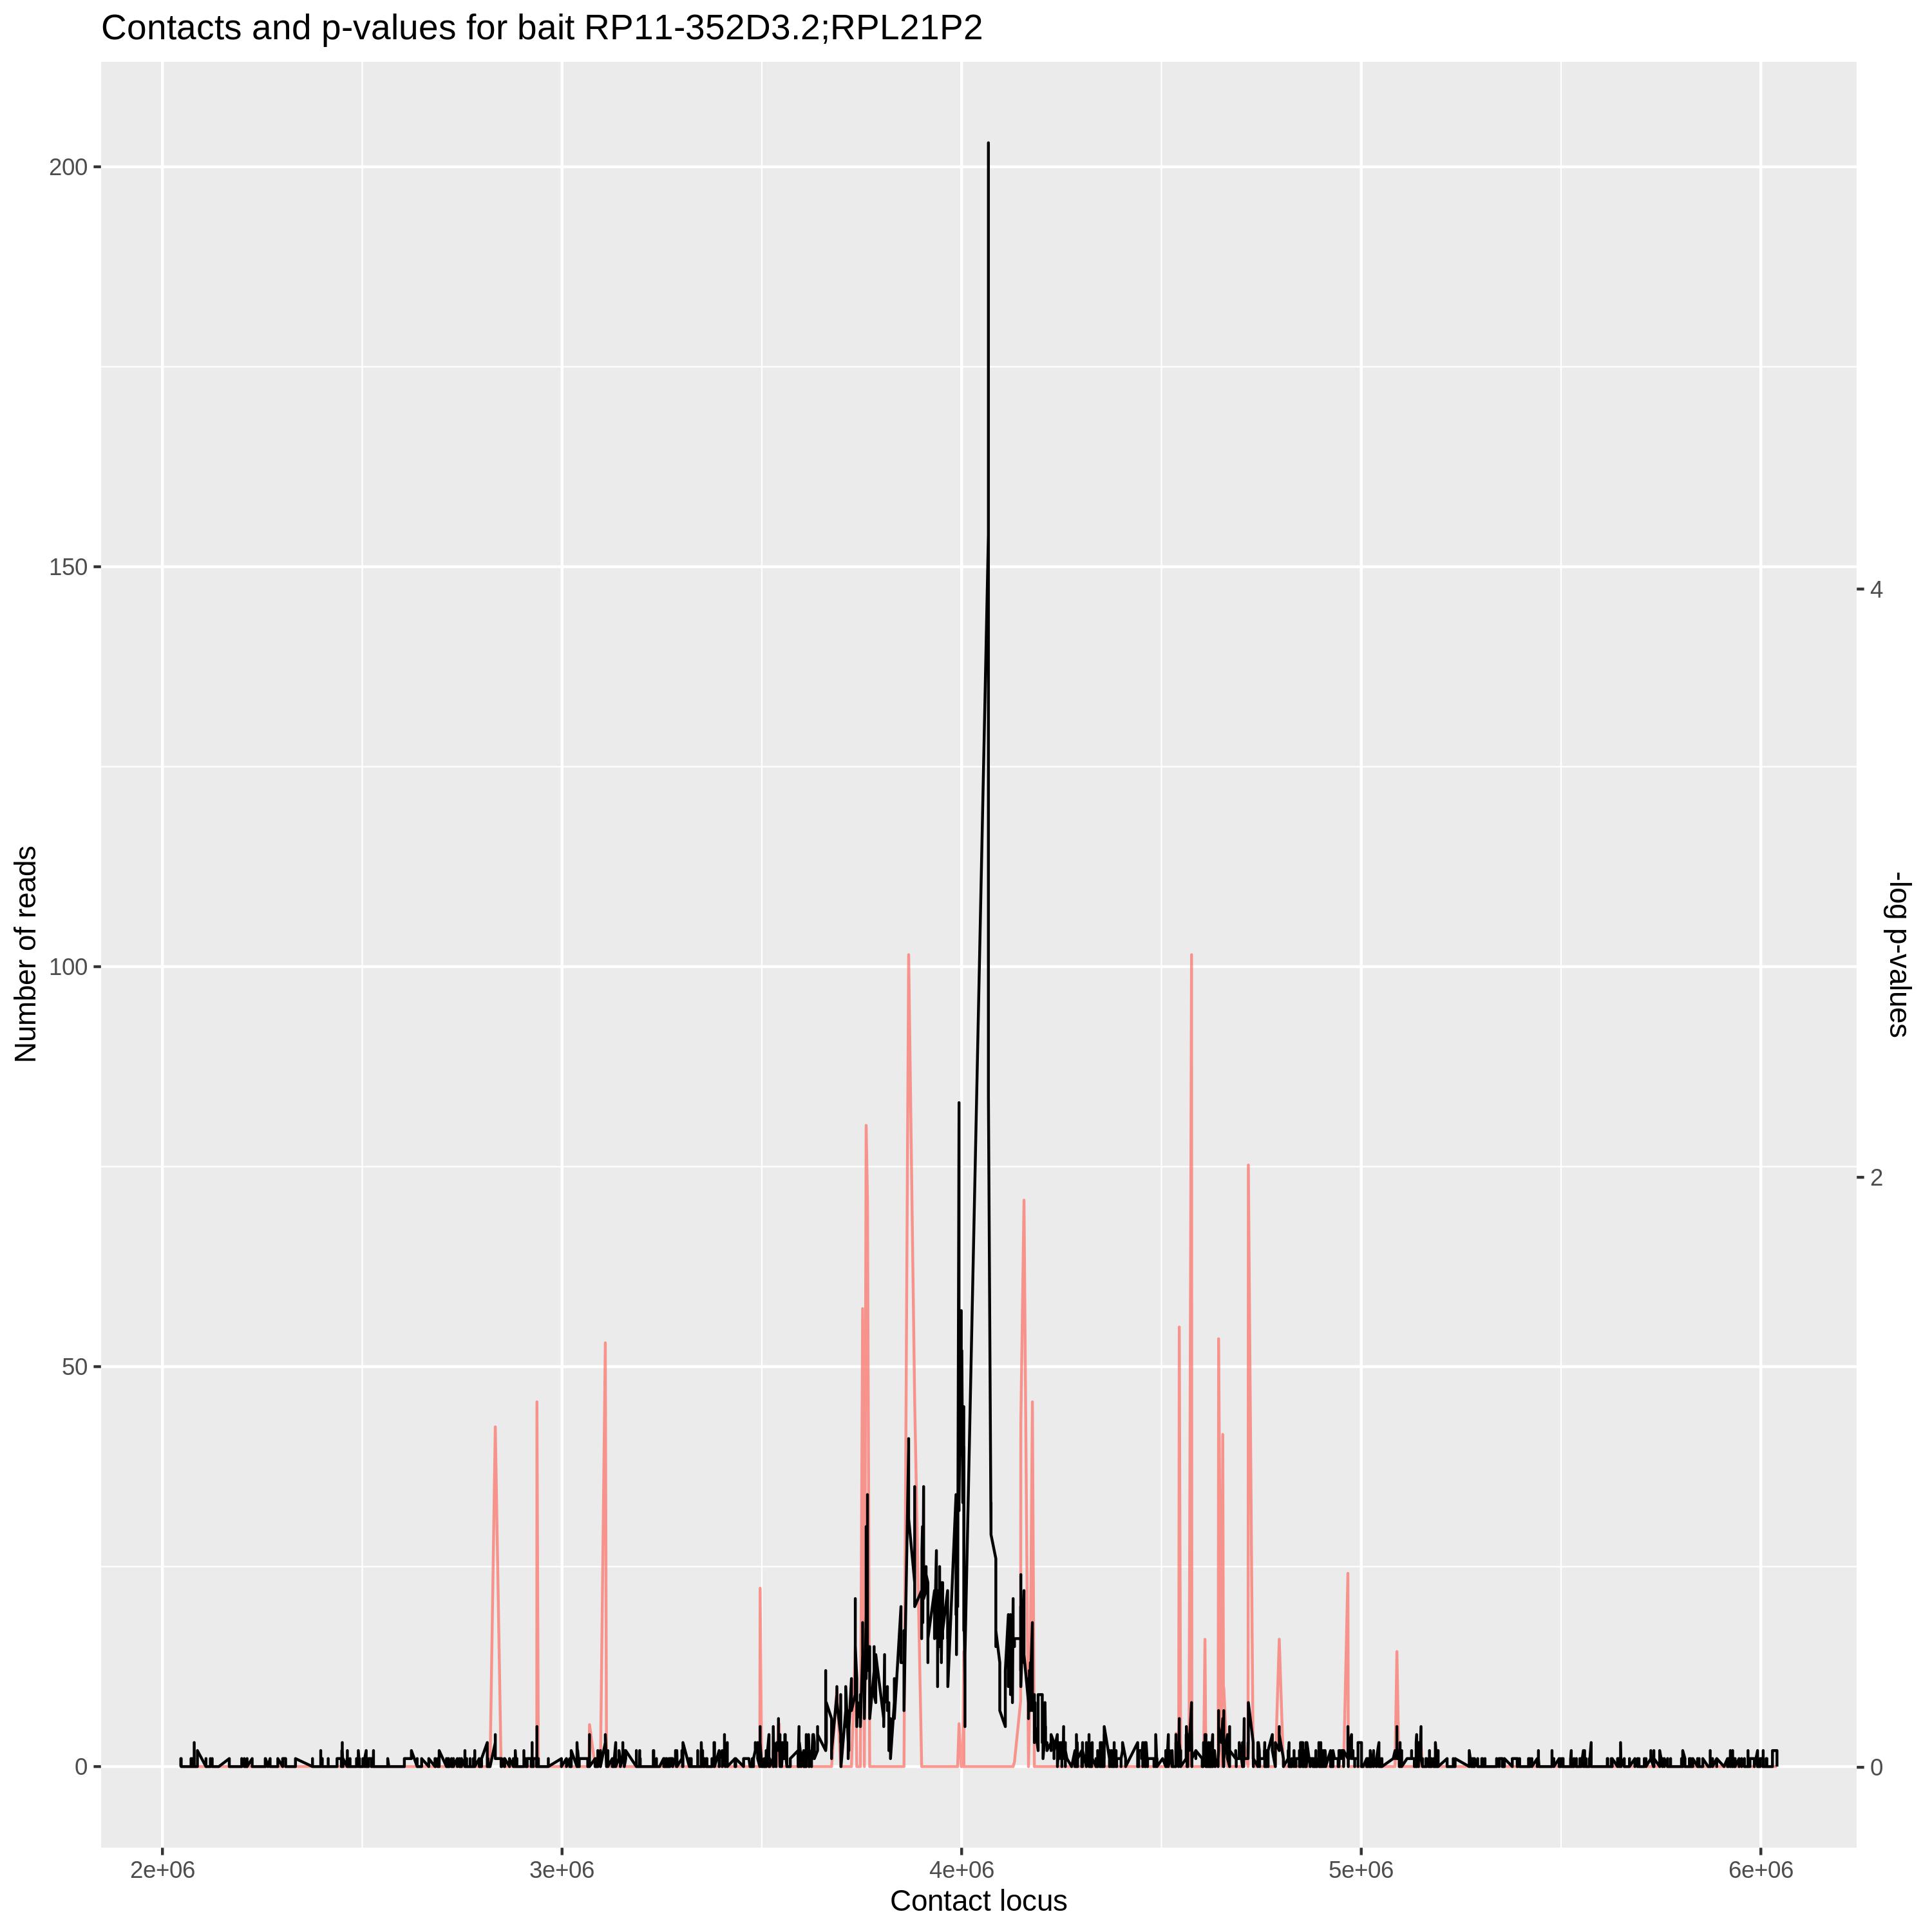 Contacts and p-values for bait RP11-352D3.2;RPL21P2
Number of reads
200
150
100
50
0
-log p-values
4
2
0
2e+06
3e+06
4e+06
5e+06
6e+06
Contact locus